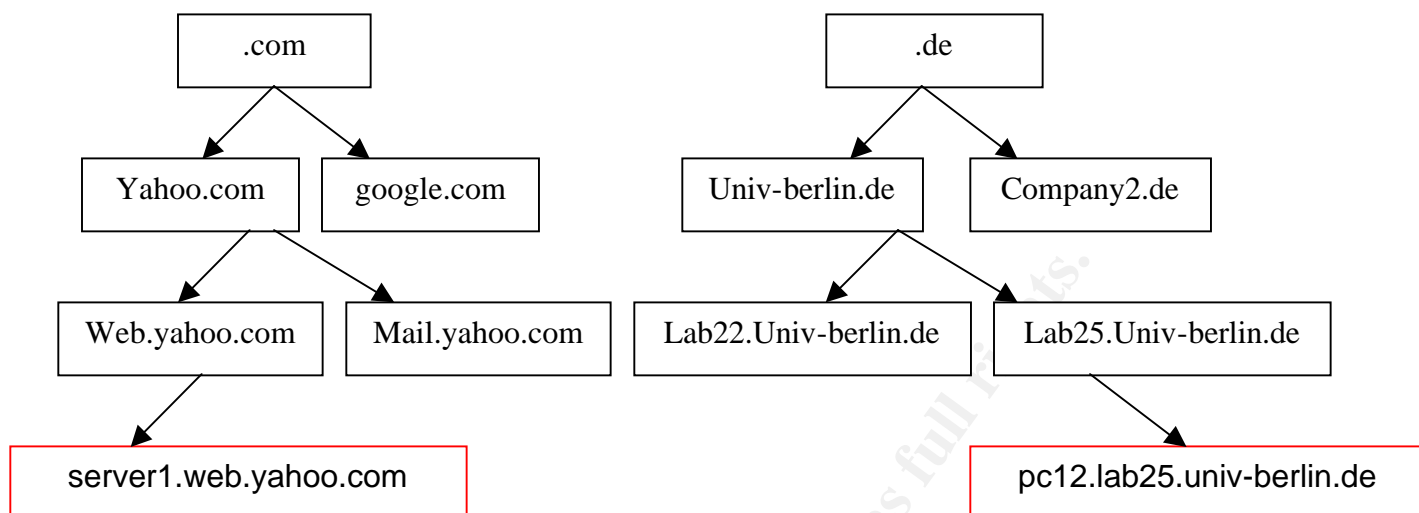 .com
.de
Yahoo.com
google.com
Univ-berlin.de
Company2.de
Web.yahoo.com
Mail.yahoo.com
Lab22.Univ-berlin.de
Lab25.Univ-berlin.de
server1.web.yahoo.com
pc12.lab25.univ-berlin.de
full